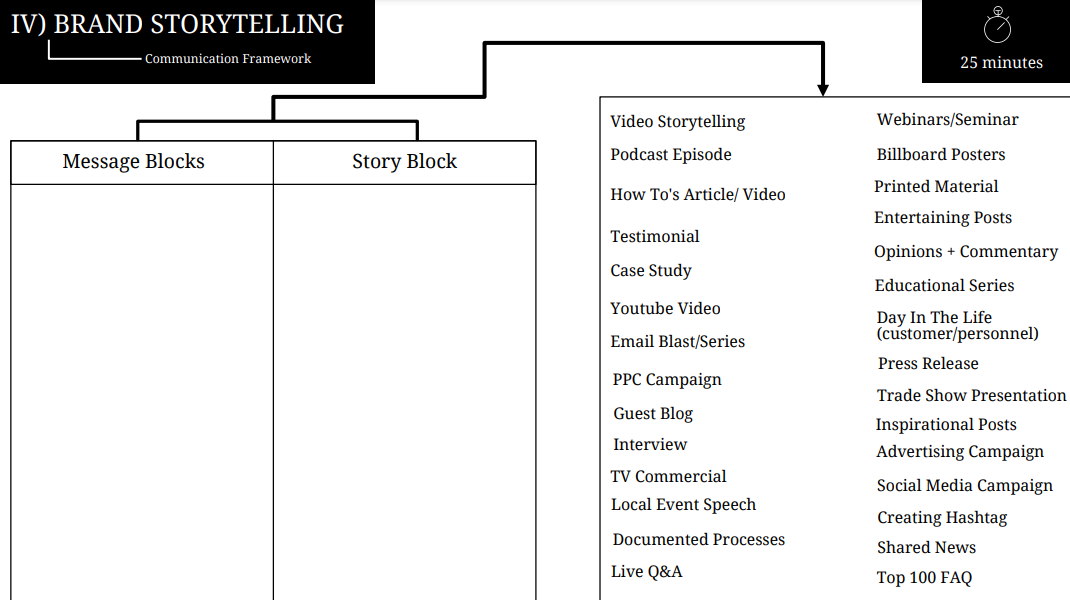 IV) BRAND STORYTELLING
Communication Framework
25 minutes
Message Blocks
Story Block
Video Storytelling
Podcast Episode
How To's Article/ Video
Testimonial
Case Study
Youtube Video
Email Blast/Series
PPC Campaign
Guest Blog
Interview
TV Commercial
Local Event Speech
Documented Processes
Live Q&A
Webinars/Seminar
Billboard Posters
Printed Material
Entertaining Posts
Opinions + Commentary
Educational Series
Day In The Life
(customer/personnel)
Press Release
Trade Show Presentation
Inspirational Posts
Advertising Campaign
Social Media Campaign
Creating Hashtag
Shared News
Top 100 FAQ